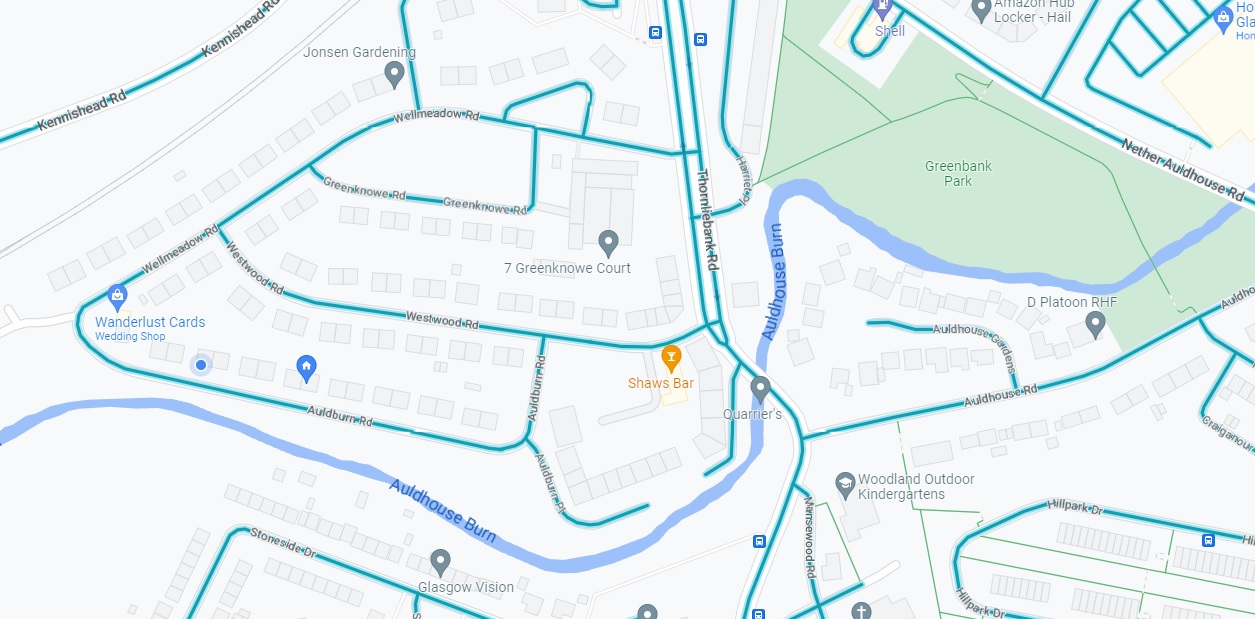 Kennishead Rd
Amazon Hub
Locker - Hail
Shell
Jonsen Gardening
Kennishead Rd
Wellmeadow Rd
Nether Auldhouse Rd
Greenbank
Park
Harriet
Thornliebank Rd
Greenknowe Rd
Greenknowe Rd
Wellmeadow Rd
Westwood Rd
7 Greenknowe Court
Auldhouse Burn
D Platoon RHF
Wanderlust Cards
Wedding Shop
Westwood Rd
Auldhouse Gardens
Shaws Bar
Auldburn Rd
Auldhouse Rd
Quarrier's
Auldburn Rd
Auldburn Pl
Woodland Outdoor
Kindergartens
Auldhouse Burn
Mansewood Rd
Hillpark Dr
Stoneside Dr
Glasgow Vision
Hillpark Dr